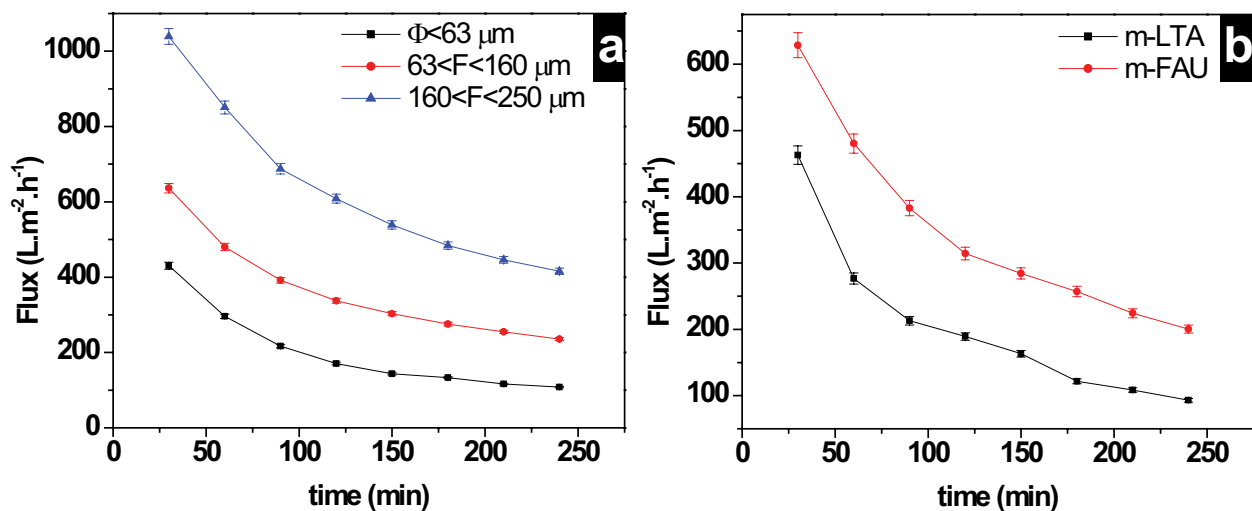 a
Φ<63 μm
63<F<160 μm
160<F<250 μm
Flux (L.m⁻².h⁻¹)
1000
800
600
400
200
0
0 50 100 150 200 250
time (min)
b
m-LTA
m-FAU
Flux (L.m⁻².h⁻¹)
600
500
400
300
200
100
0 50 100 150 200 250
time (min)